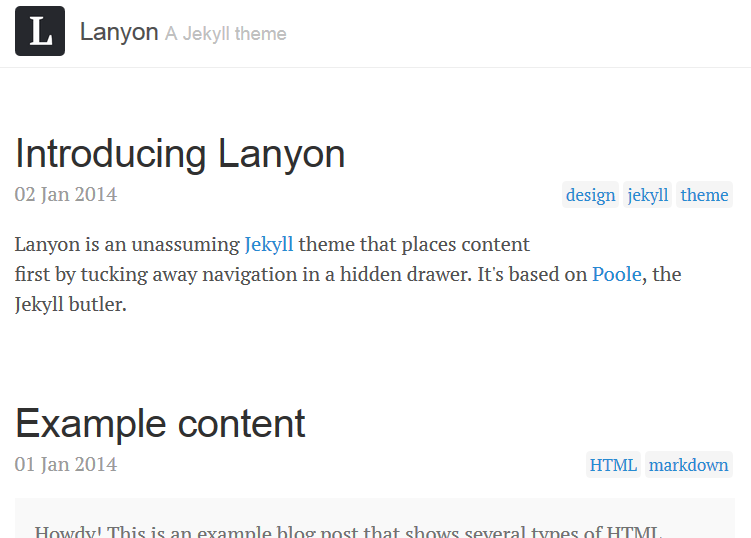 L Lanyon A Jekyll theme
Introducing Lanyon
02 Jan 2014 design jekyll theme
Lanyon is an unassuming Jekyll theme that places content
first by tucking away navigation in a hidden drawer. It's based on Poole, the
Jekyll butler.
Example content
01 Jan 2014 HTML markdown
Howdy! This is an example blog post that shows several types of HTML